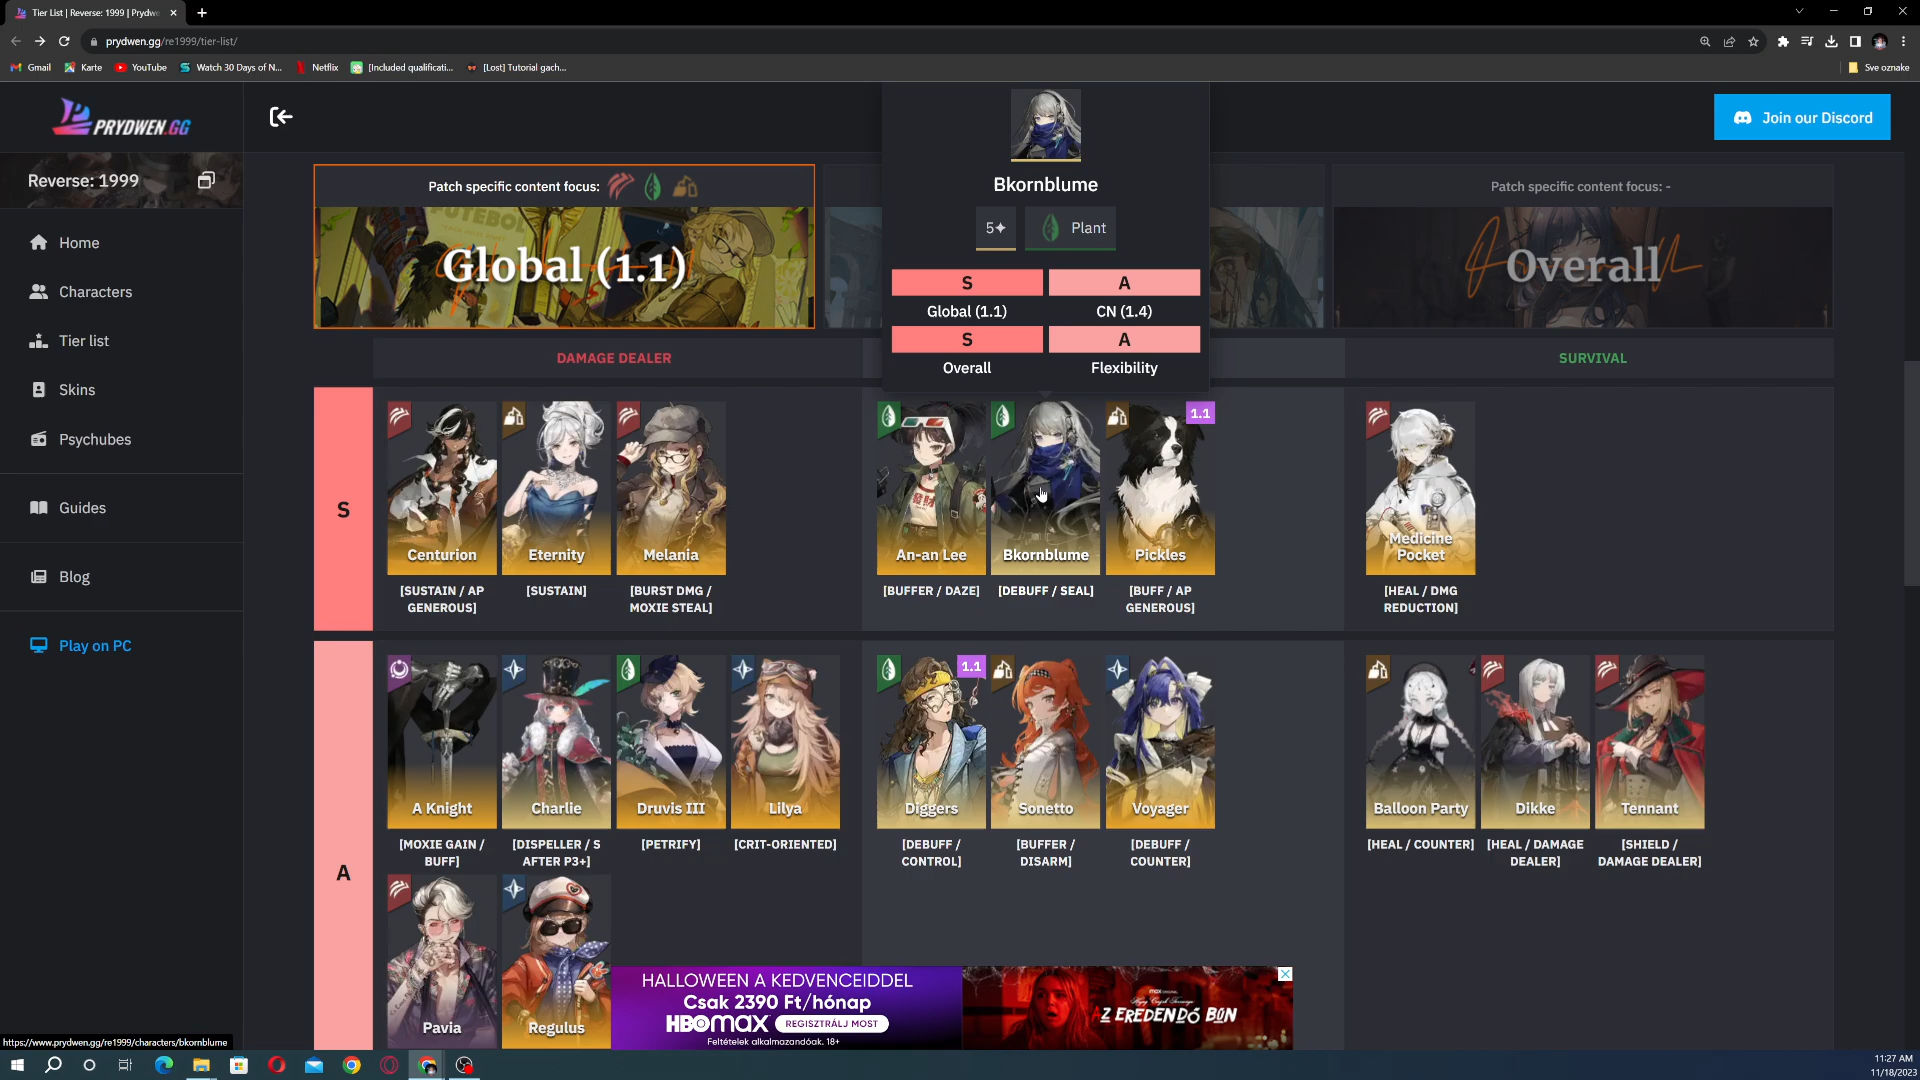 Tier List | Reverse: 1999 | Prydw
prydwen.gg/re1999/tier-list/
Gmail
Karte
YouTube
Watch 30 Days of N...
Netflix
[Included qualificati...
[Lost] Tutorial gach...
Sve oznake
PRYDWEN.GG
Join our Discord
Reverse: 1999
Home
Characters
Tier list
Skins
Psychubes
Guides
Blog
Play on PC
Patch specific content focus:
Global (1.1)
Patch specific content focus: -
Overall
Bkornblume
5✦
Plant
S
A
Global (1.1)
CN (1.4)
S
A
Overall
Flexibility
DAMAGE DEALER
SURVIVAL
S
Centurion
[SUSTAIN / AP
GENEROUS]
Eternity
[SUSTAIN]
Melania
[BURST DMG /
MOXIE STEAL]
An-an Lee
[BUFFER / DAZE]
Bkornblume
[DEBUFF / SEAL]
1.1
Pickles
[BUFF / AP
GENEROUS]
Medicine
Pocket
[HEAL / DMG
REDUCTION]
A
A Knight
[MOXIE GAIN /
BUFF]
Charlie
[DISPELLER / S
AFTER P3+]
Druvis III
[PETRIFY]
Lilya
[CRIT-ORIENTED]
1.1
Diggers
[DEBUFF /
CONTROL]
Sonetto
[BUFFER /
DISARM]
Voyager
[DEBUFF /
COUNTER]
Balloon Party
[HEAL / COUNTER]
Dikke
[HEAL / DAMAGE
DEALER]
Tennant
[SHIELD /
DAMAGE DEALER]
Pavia
Regulus
HALLOWEEN A KEDVENCEIDDEL
Csak 2390 Ft/hónap
HBOMAX
REGISZTRÁLJ MOST
Feltételek alkalmazandóak. 18+
AZ EREDENDŐ BŰN
https://www.prydwen.gg/re1999/characters/bkornblume
11:27 AM
11/18/2023